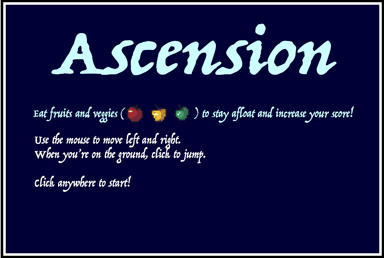 Ascension
Eat fruits and veggies ( ) to stay afloat and increase your score!
Use the mouse to move left and right.
When you're on the ground, click to jump.
Click anywhere to start!